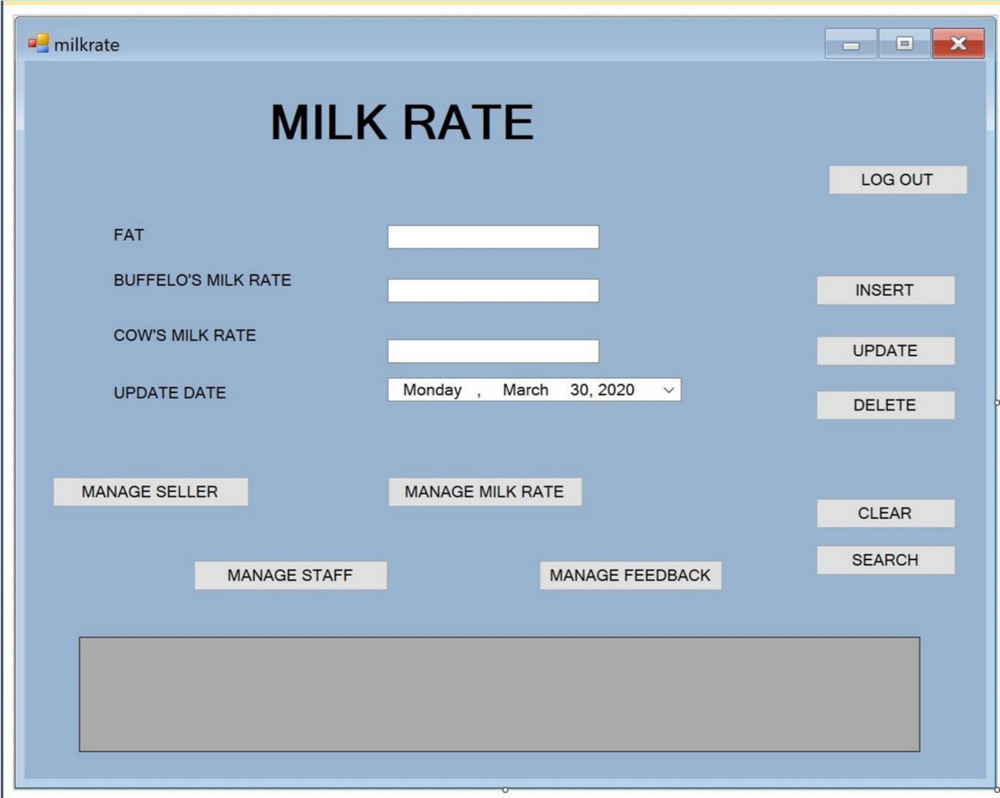 milkrate
MILK RATE
LOG OUT
FAT
BUFFELO'S MILK RATE
INSERT
COW'S MILK RATE
UPDATE
UPDATE DATE
Monday , March 30, 2020
DELETE
MANAGE SELLER
MANAGE MILK RATE
CLEAR
SEARCH
MANAGE STAFF
MANAGE FEEDBACK